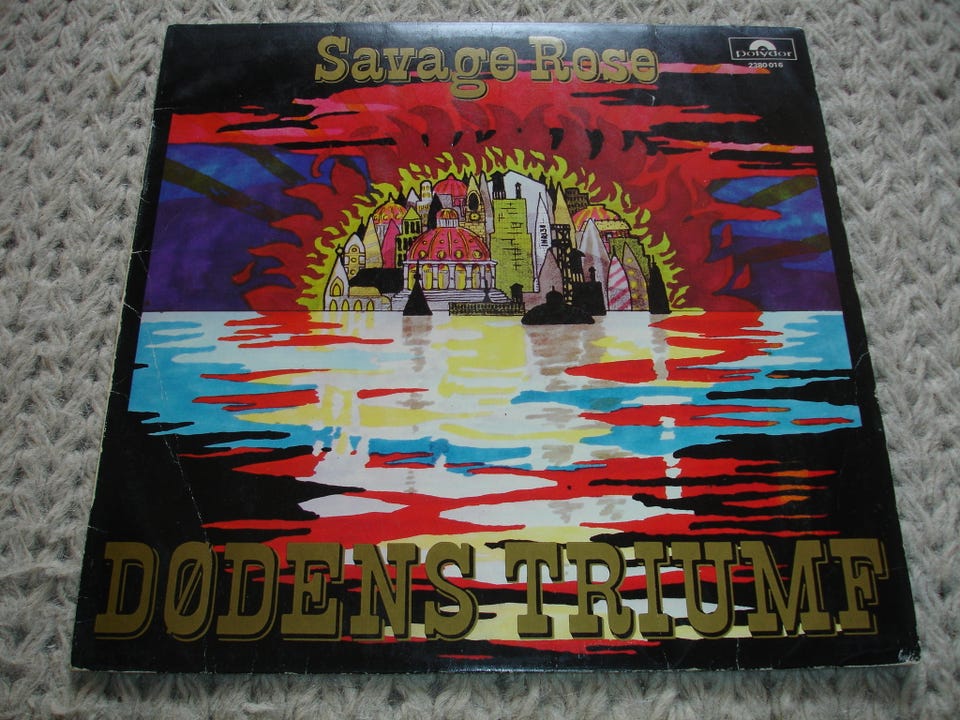 Savage Rose
polydor
2380 016
DØDENS TRIUMF